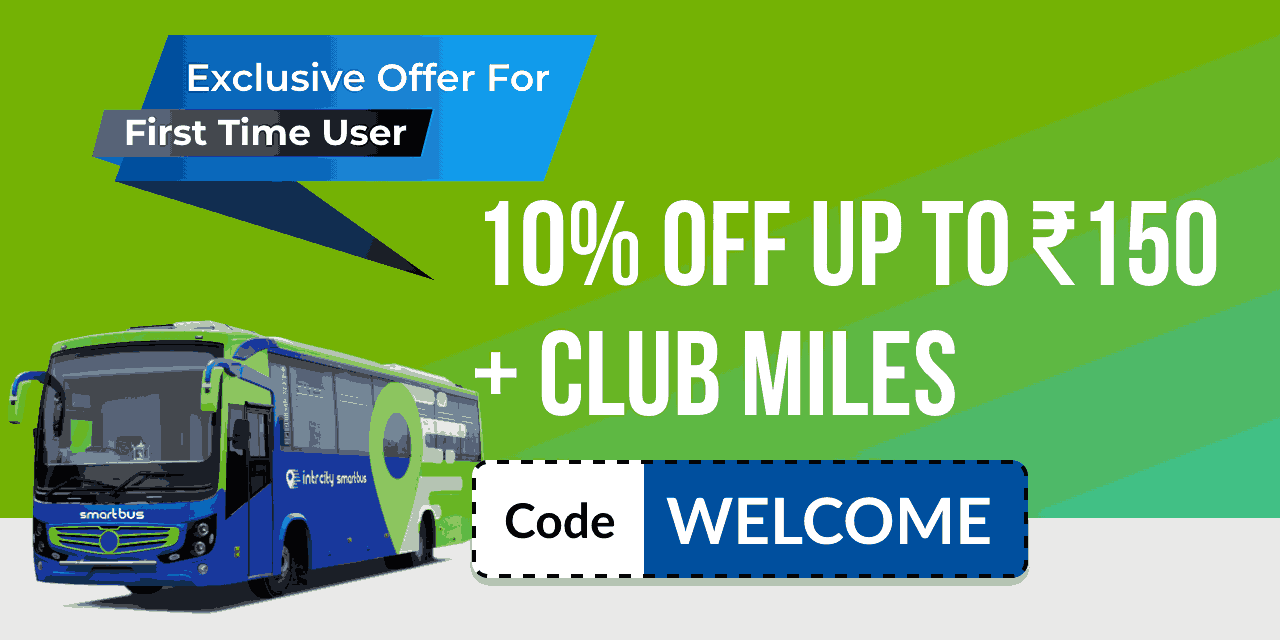 Exclusive Offer For
First Time User
10% OFF UP TO ₹150
+ CLUB MILES
intrcity smartbus
smartbus
Code WELCOME